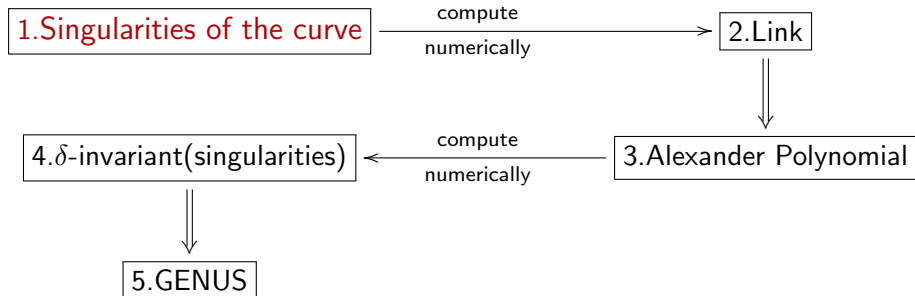 1.Singularities of the curve
compute
numerically
2.Link
3.Alexander Polynomial
compute
numerically
4.δ-invariant(singularities)
5.GENUS